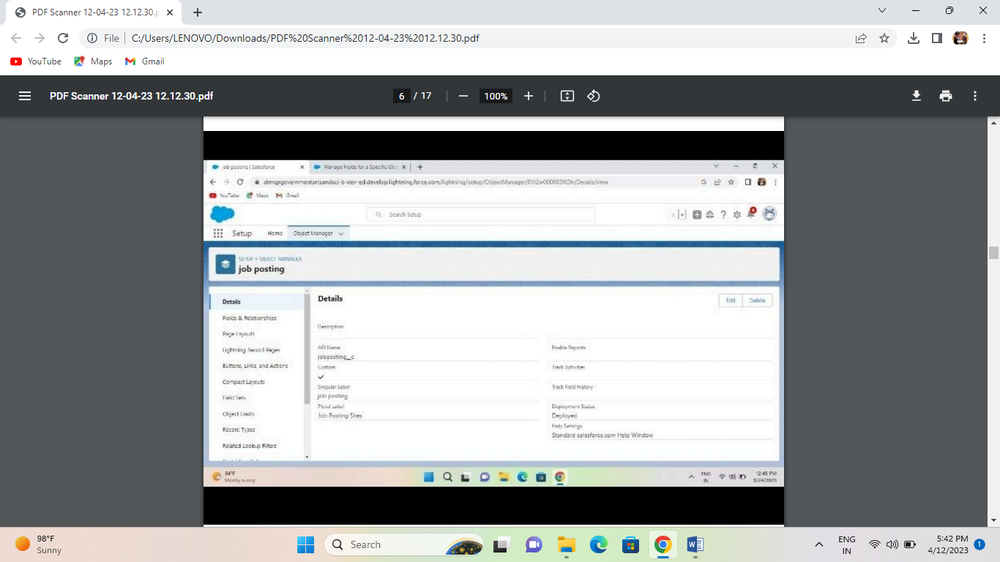 PDF Scanner 12-04-23 12.12.30.p
File C:/Users/LENOVO/Downloads/PDF%20Scanner%2012-04-23%2012.12.30.pdf
YouTube Maps Gmail
PDF Scanner 12-04-23 12.12.30.pdf 6 / 17 100%
job posting | Salesforce Manage Fields for a Specific Obj
drmgrgovernmentartsandsci-b-dev-ed.develop.lightning.force.com/lightning/setup/ObjectManager/01I2w000003XOIr/Details/view
YouTube Maps Gmail
Search Setup
Setup Home Object Manager
SETUP > OBJECT MANAGER
job posting
Details
Fields & Relationships
Page Layouts
Lightning Record Pages
Buttons, Links, and Actions
Compact Layouts
Field Sets
Object Limits
Record Types
Related Lookup Filters
Details
Edit Delete
Description
API Name
jobposting__c
Custom
Singular Label
job posting
Plural Label
Job Posting Sites
Enable Reports
Track Activities
Track Field History
Deployment Status
Deployed
Help Settings
Standard salesforce.com Help Window
94°F
Mostly sunny
ENG
IN
12:45 PM
3/24/2023
98°F
Sunny
Search
ENG
IN
5:42 PM
4/12/2023
1